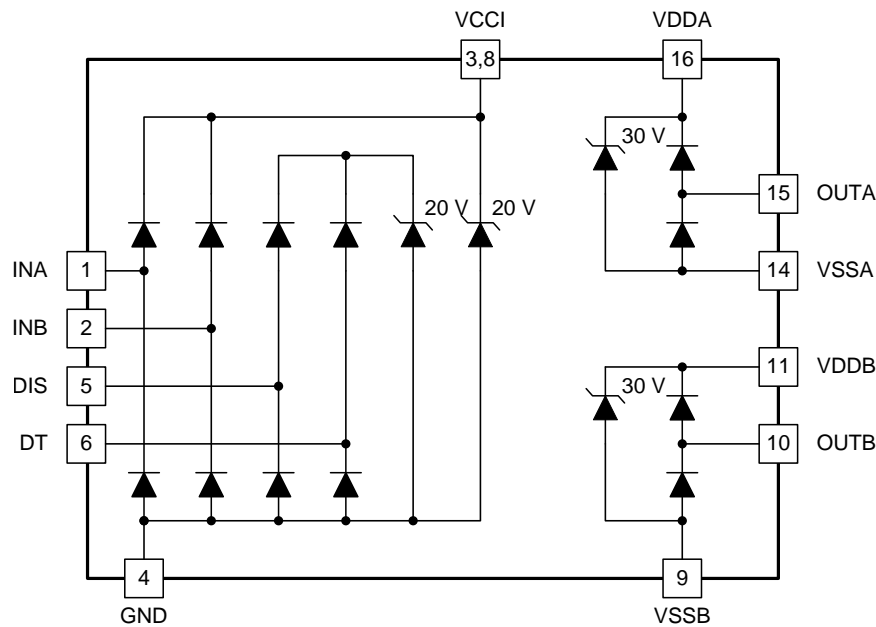 VCCI
VDDA
3,8
16
30 V
15
OUTA
20 V
20 V
INA
1
14
VSSA
INB
2
11
VDDB
DIS
5
30 V
DT
6
10
OUTB
4
9
GND
VSSB